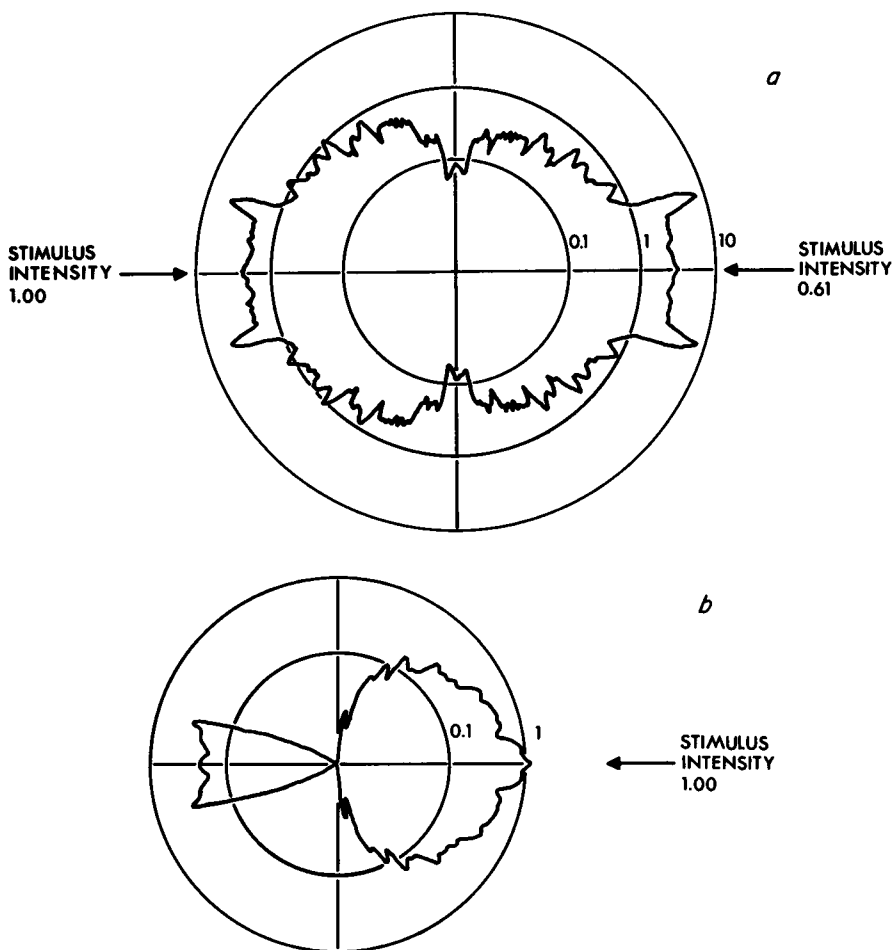 a
0.1
1
10
STIMULUS
INTENSITY
1.00
STIMULUS
INTENSITY
0.61
b
0.1
1
STIMULUS
INTENSITY
1.00